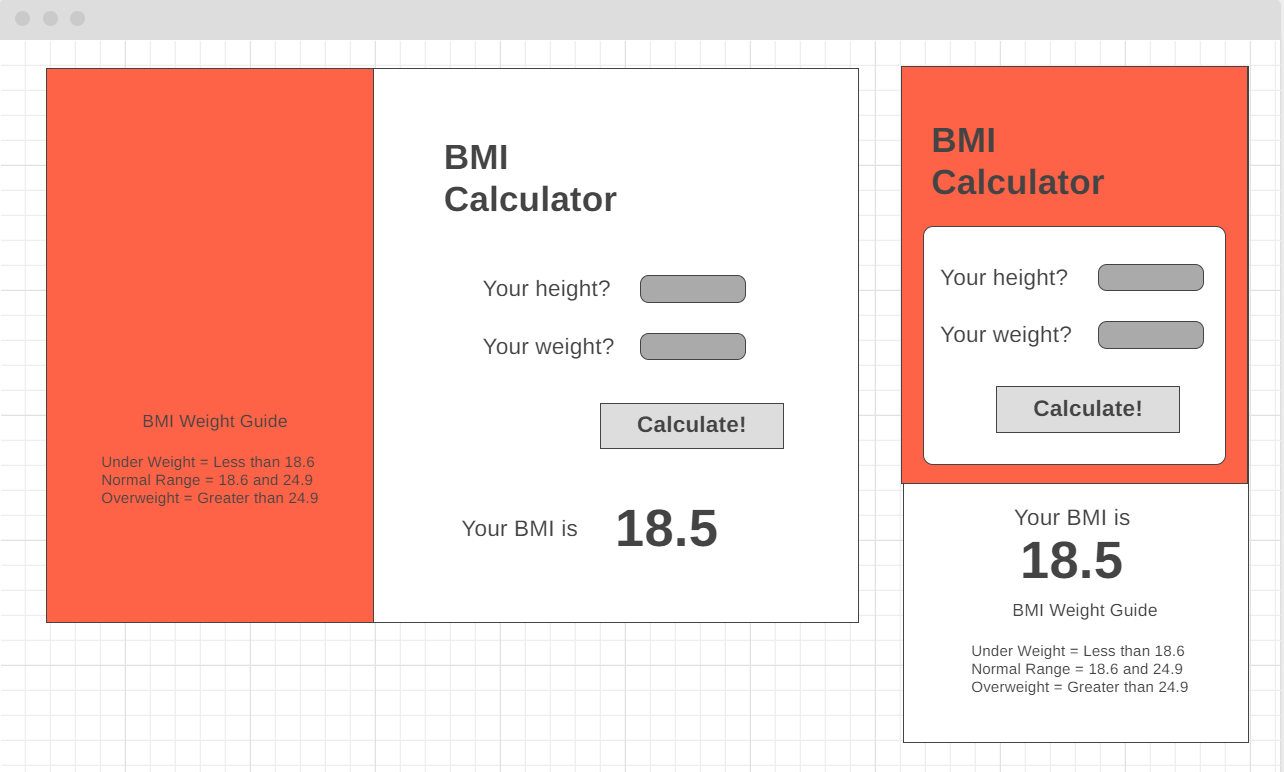 BMI
Calculator
Your height?
Your weight?
Calculate!
Your BMI is 18.5
BMI Weight Guide
Under Weight = Less than 18.6
Normal Range = 18.6 and 24.9
Overweight = Greater than 24.9
BMI
Calculator
Your height?
Your weight?
Calculate!
Your BMI is
18.5
BMI Weight Guide
Under Weight = Less than 18.6
Normal Range = 18.6 and 24.9
Overweight = Greater than 24.9